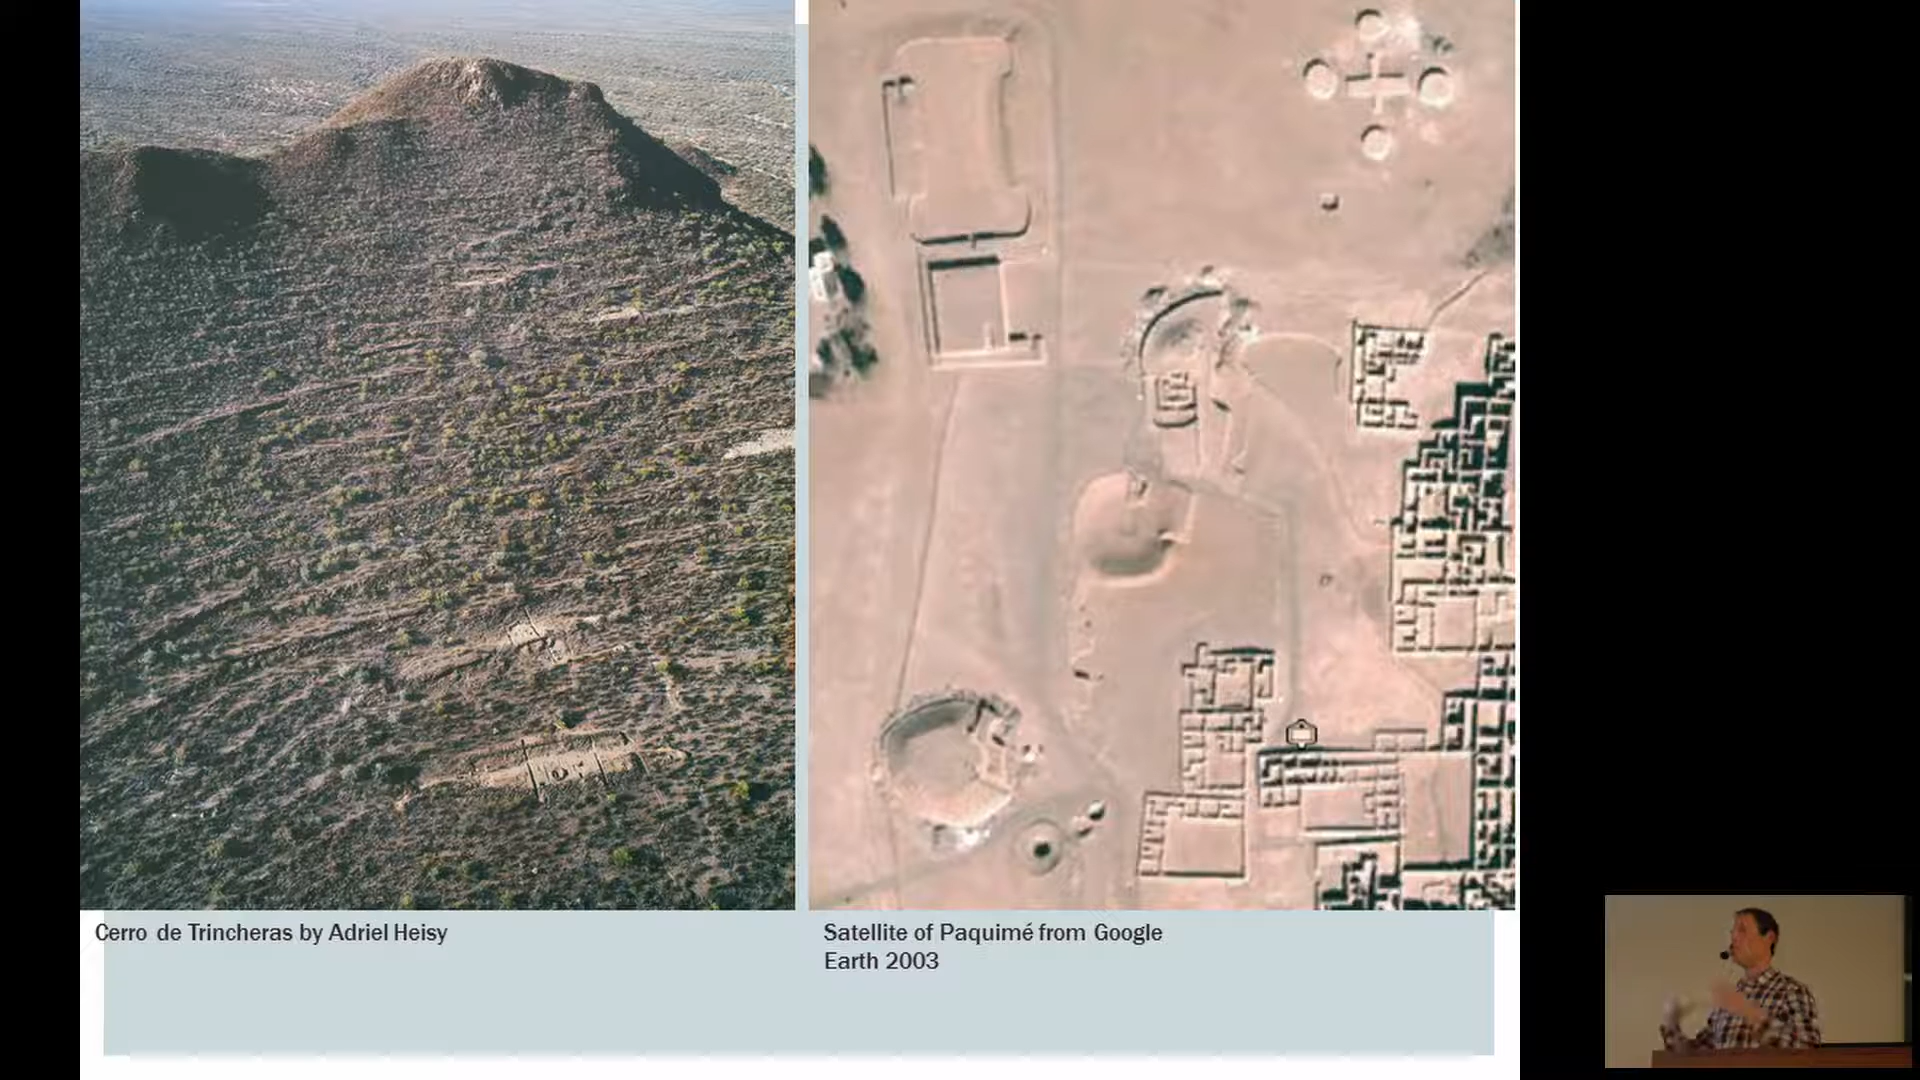 Cerro de Trincheras by Adriel Heisy
Satellite of Paquimé from Google
Earth 2003